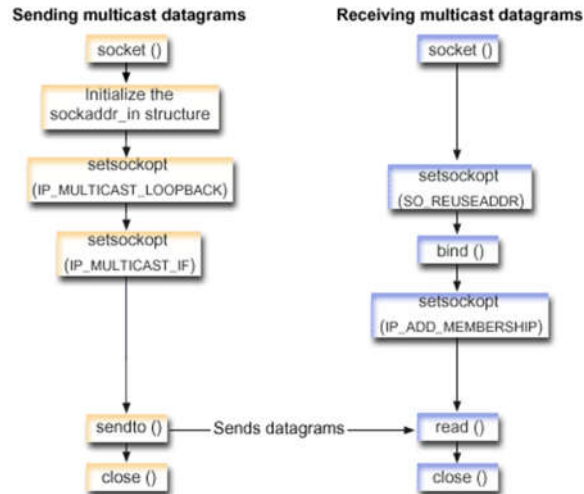 Sending multicast datagrams
socket ()
Initialize the
sockaddr_in structure
setsockopt
(IP_MULTICAST_LOOPBACK)
setsockopt
(IP_MULTICAST_IF)
sendto ()
close ()
Sends datagrams
Receiving multicast datagrams
socket ()
setsockopt
(SO_REUSEADDR)
bind ()
setsockopt
(IP_ADD_MEMBERSHIP)
read ()
close ()